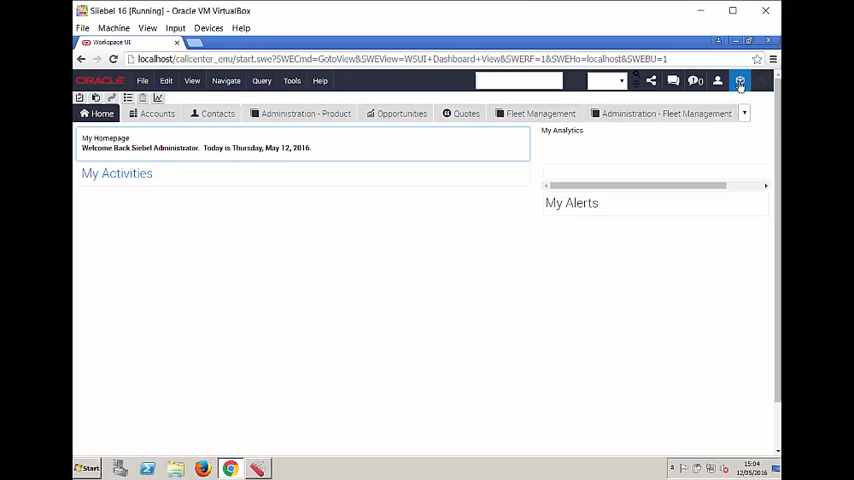 Siiebel 16 [Running] - Oracle VM VirtualBox
File Machine View Input Devices Help
Workspace UI
localhost/callcenter_enu/start.swe?SWECmd=GotoView&SWEView=WSUI+Dashboard+View&SWERF=1&SWEHo=localhost&SWEBU=1
ORACLE File Edit View Navigate Query Tools Help 0
Home Accounts Contacts Administration - Product Opportunities Quotes Fleet Management Administration - Fleet Management
My Homepage
Welcome Back Siebel Administrator. Today is Thursday, May 12, 2016.
My Activities
My Analytics
My Alerts
Start
15:04
12/05/2016